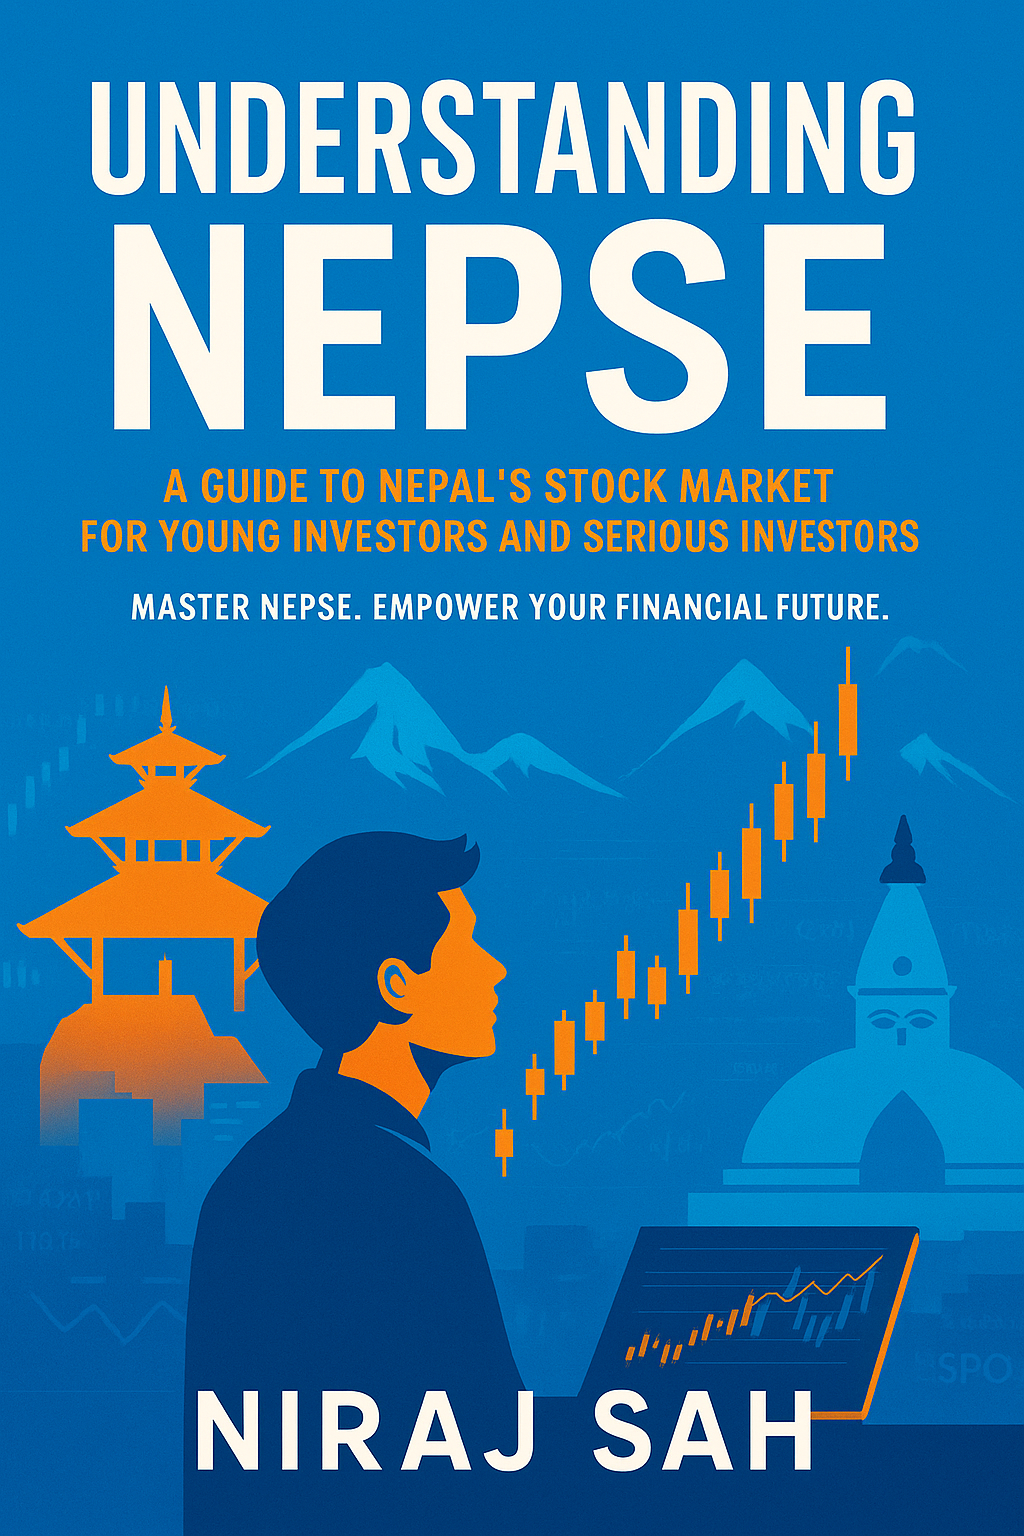 UNDERSTANDING
NEPSE
A GUIDE TO NEPAL'S STOCK MARKET
FOR YOUNG INVESTORS AND SERIOUS INVESTORS
MASTER NEPSE. EMPOWER YOUR FINANCIAL FUTURE.
SPO
NIRAJ SAH